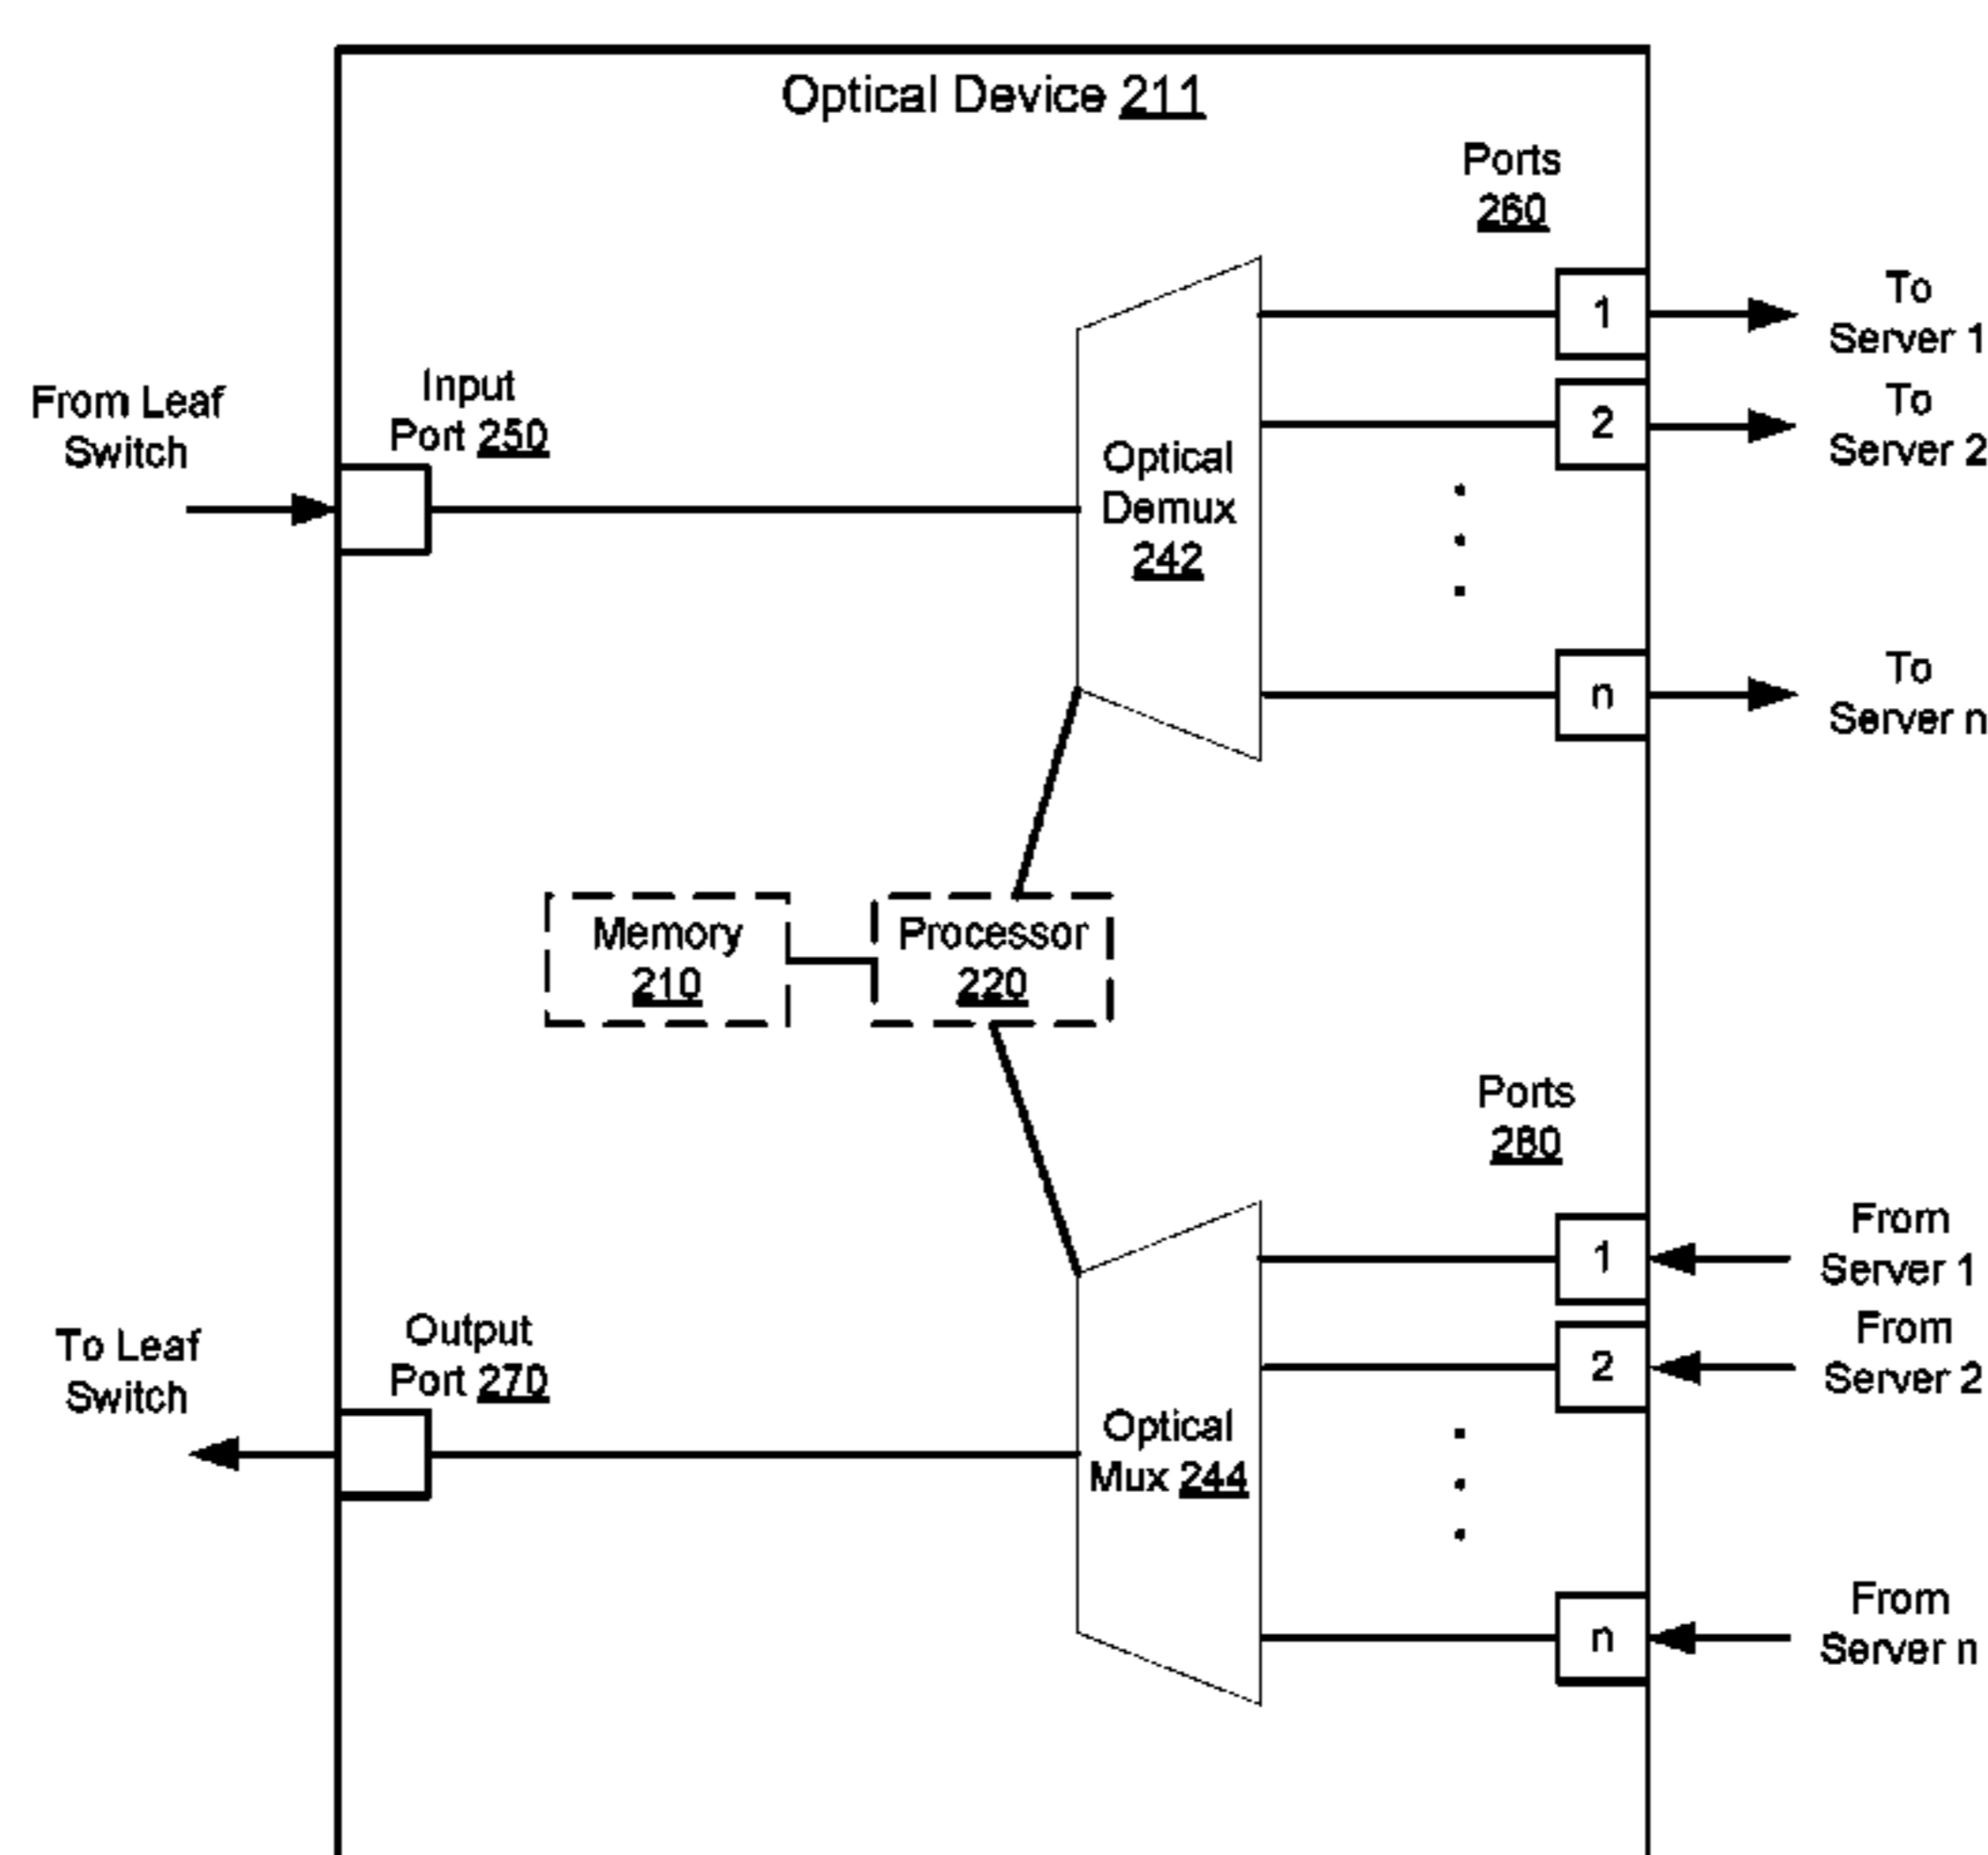 Optical Device 211
Ports
260
To
Server 1
To
Server 2
To
Server n
From Leaf
Switch
Input
Port 250
Optical
Demux
242
1
2
n
Memory
210
Processor
220
Ports
280
From
Server 1
From
Server 2
From
Server n
To Leaf
Switch
Output
Port 270
Optical
Mux 244
1
2
n